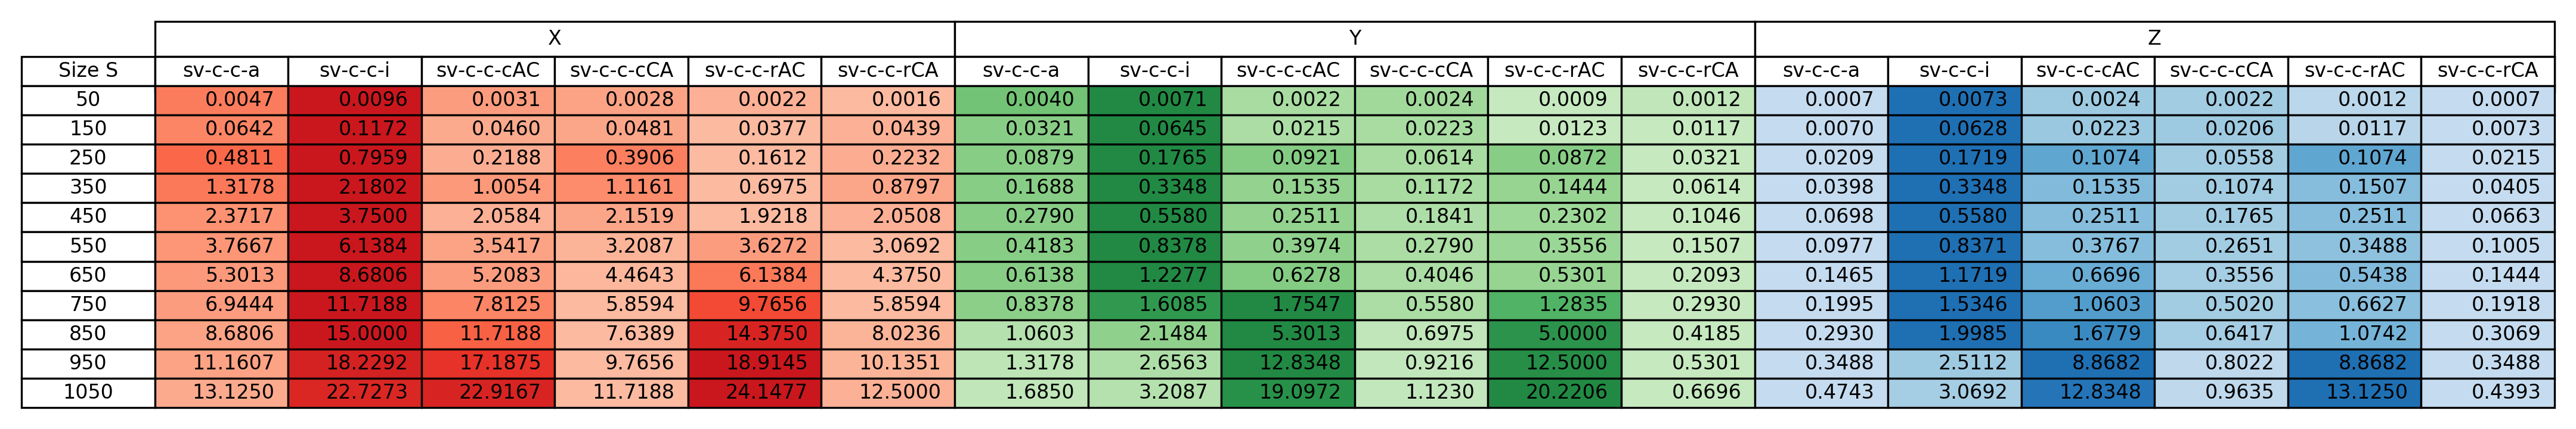 X Y Z
Size S sv-c-c-a sv-c-c-i sv-c-c-cAC sv-c-c-cCA sv-c-c-rAC sv-c-c-rCA sv-c-c-a sv-c-c-i sv-c-c-cAC sv-c-c-cCA sv-c-c-rAC sv-c-c-rCA sv-c-c-a sv-c-c-i sv-c-c-cAC sv-c-c-cCA sv-c-c-rAC sv-c-c-rCA
50 0.0047 0.0096 0.0031 0.0028 0.0022 0.0016 0.0040 0.0071 0.0022 0.0024 0.0009 0.0012 0.0007 0.0073 0.0024 0.0022 0.0012 0.0007
150 0.0642 0.1172 0.0460 0.0481 0.0377 0.0439 0.0321 0.0645 0.0215 0.0223 0.0123 0.0117 0.0070 0.0628 0.0223 0.0206 0.0117 0.0073
250 0.4811 0.7959 0.2188 0.3906 0.1612 0.2232 0.0879 0.1765 0.0921 0.0614 0.0872 0.0321 0.0209 0.1719 0.1074 0.0558 0.1074 0.0215
350 1.3178 2.1802 1.0054 1.1161 0.6975 0.8797 0.1688 0.3348 0.1535 0.1172 0.1444 0.0614 0.0398 0.3348 0.1535 0.1074 0.1507 0.0405
450 2.3717 3.7500 2.0584 2.1519 1.9218 2.0508 0.2790 0.5580 0.2511 0.1841 0.2302 0.1046 0.0698 0.5580 0.2511 0.1765 0.2511 0.0663
550 3.7667 6.1384 3.5417 3.2087 3.6272 3.0692 0.4183 0.8378 0.3974 0.2790 0.3556 0.1507 0.0977 0.8371 0.3767 0.2651 0.3488 0.1005
650 5.3013 8.6806 5.2083 4.4643 6.1384 4.3750 0.6138 1.2277 0.6278 0.4046 0.5301 0.2093 0.1465 1.1719 0.6696 0.3556 0.5438 0.1444
750 6.9444 11.7188 7.8125 5.8594 9.7656 5.8594 0.8378 1.6085 1.7547 0.5580 1.2835 0.2930 0.1995 1.5346 1.0603 0.5020 0.6627 0.1918
850 8.6806 15.0000 11.7188 7.6389 14.3750 8.0236 1.0603 2.1484 5.3013 0.6975 5.0000 0.4185 0.2930 1.9985 1.6779 0.6417 1.0742 0.3069
950 11.1607 18.2292 17.1875 9.7656 18.9145 10.1351 1.3178 2.6563 12.8348 0.9216 12.5000 0.5301 0.3488 2.5112 8.8682 0.8022 8.8682 0.3488
1050 13.1250 22.7273 22.9167 11.7188 24.1477 12.5000 1.6850 3.2087 19.0972 1.1230 20.2206 0.6696 0.4743 3.0692 12.8348 0.9635 13.1250 0.4393